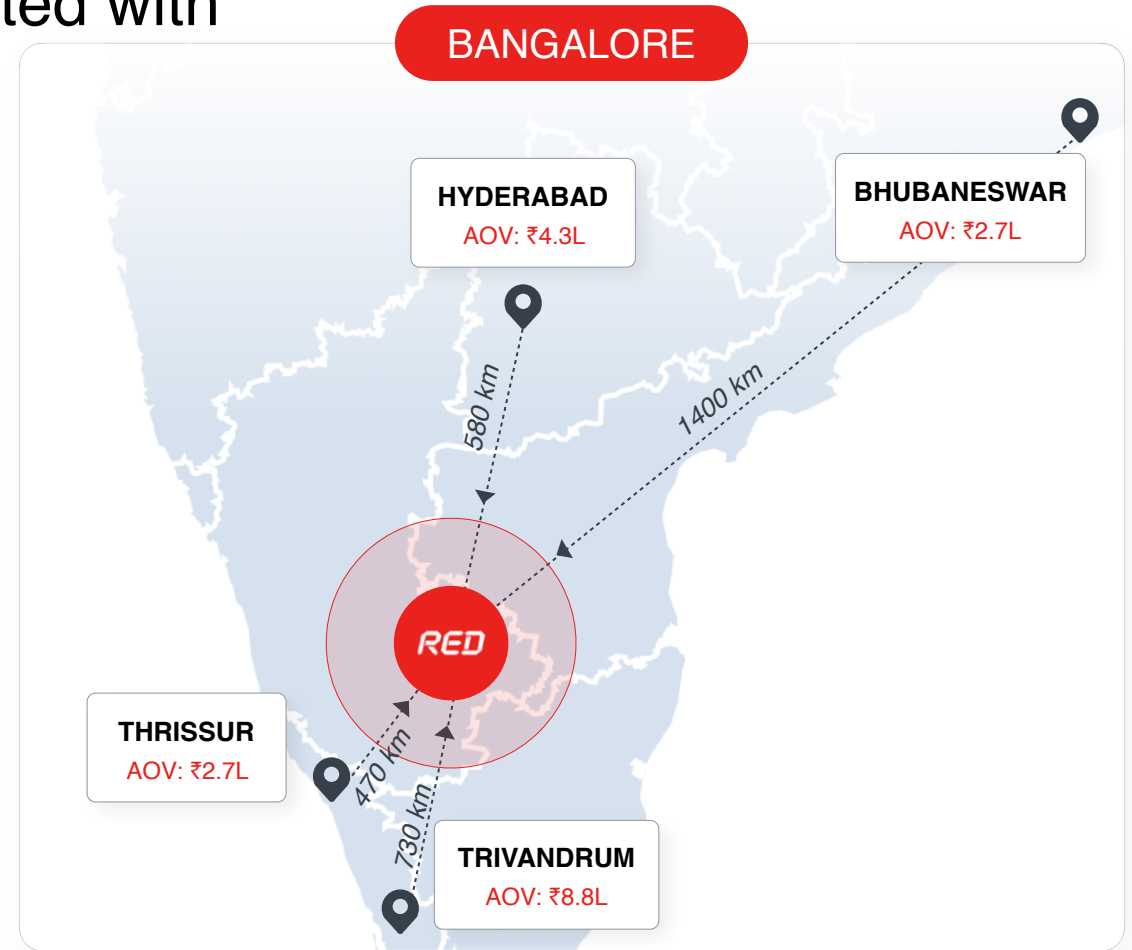 ted with
BANGALORE
HYDERABAD
AOV: ₹4.3L
BHUBANESWAR
AOV: ₹2.7L
580 km
1400 km
RED
THRISSUR
AOV: ₹2.7L
470 km
730 km
TRIVANDRUM
AOV: ₹8.8L